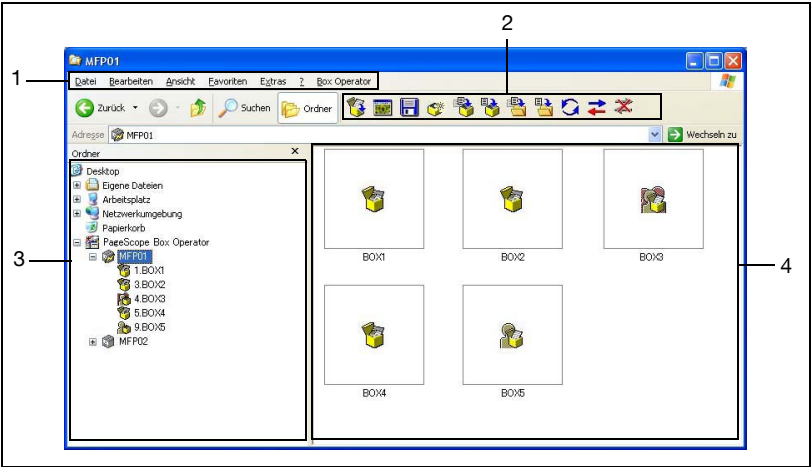 2
MFP01
1
Datei Bearbeiten Ansicht Favoriten Extras ? Box Operator
Zurück Suchen Ordner
Adresse MFP01 Wechseln zu
Ordner x
Desktop
Eigene Dateien
Arbeitsplatz
Netzwerkumgebung
Papierkorb
PageScope Box Operator
MFP01
1.BOX1
3.BOX2
4.BOX3
5.BOX4
9.BOX5
MFP02
3
BOX1 BOX2 BOX3
4
BOX4 BOX5